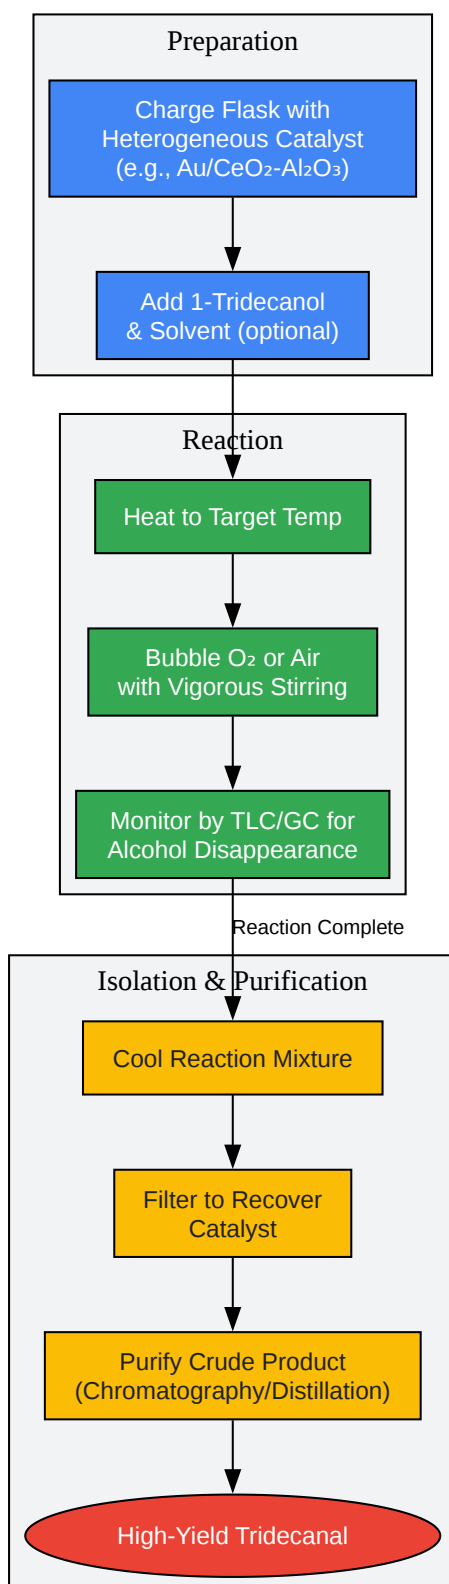 Preparation
Charge Flask with
Heterogeneous Catalyst
(e.g., Au/CeO₂-Al₂O₃)
Add 1-Tridecanol
& Solvent (optional)
Reaction
Heat to Target Temp
Bubble O₂ or Air
with Vigorous Stirring
Monitor by TLC/GC for
Alcohol Disappearance
Reaction Complete
Isolation & Purification
Cool Reaction Mixture
Filter to Recover
Catalyst
Purify Crude Product
(Chromatography/Distillation)
High-Yield Tridecanal